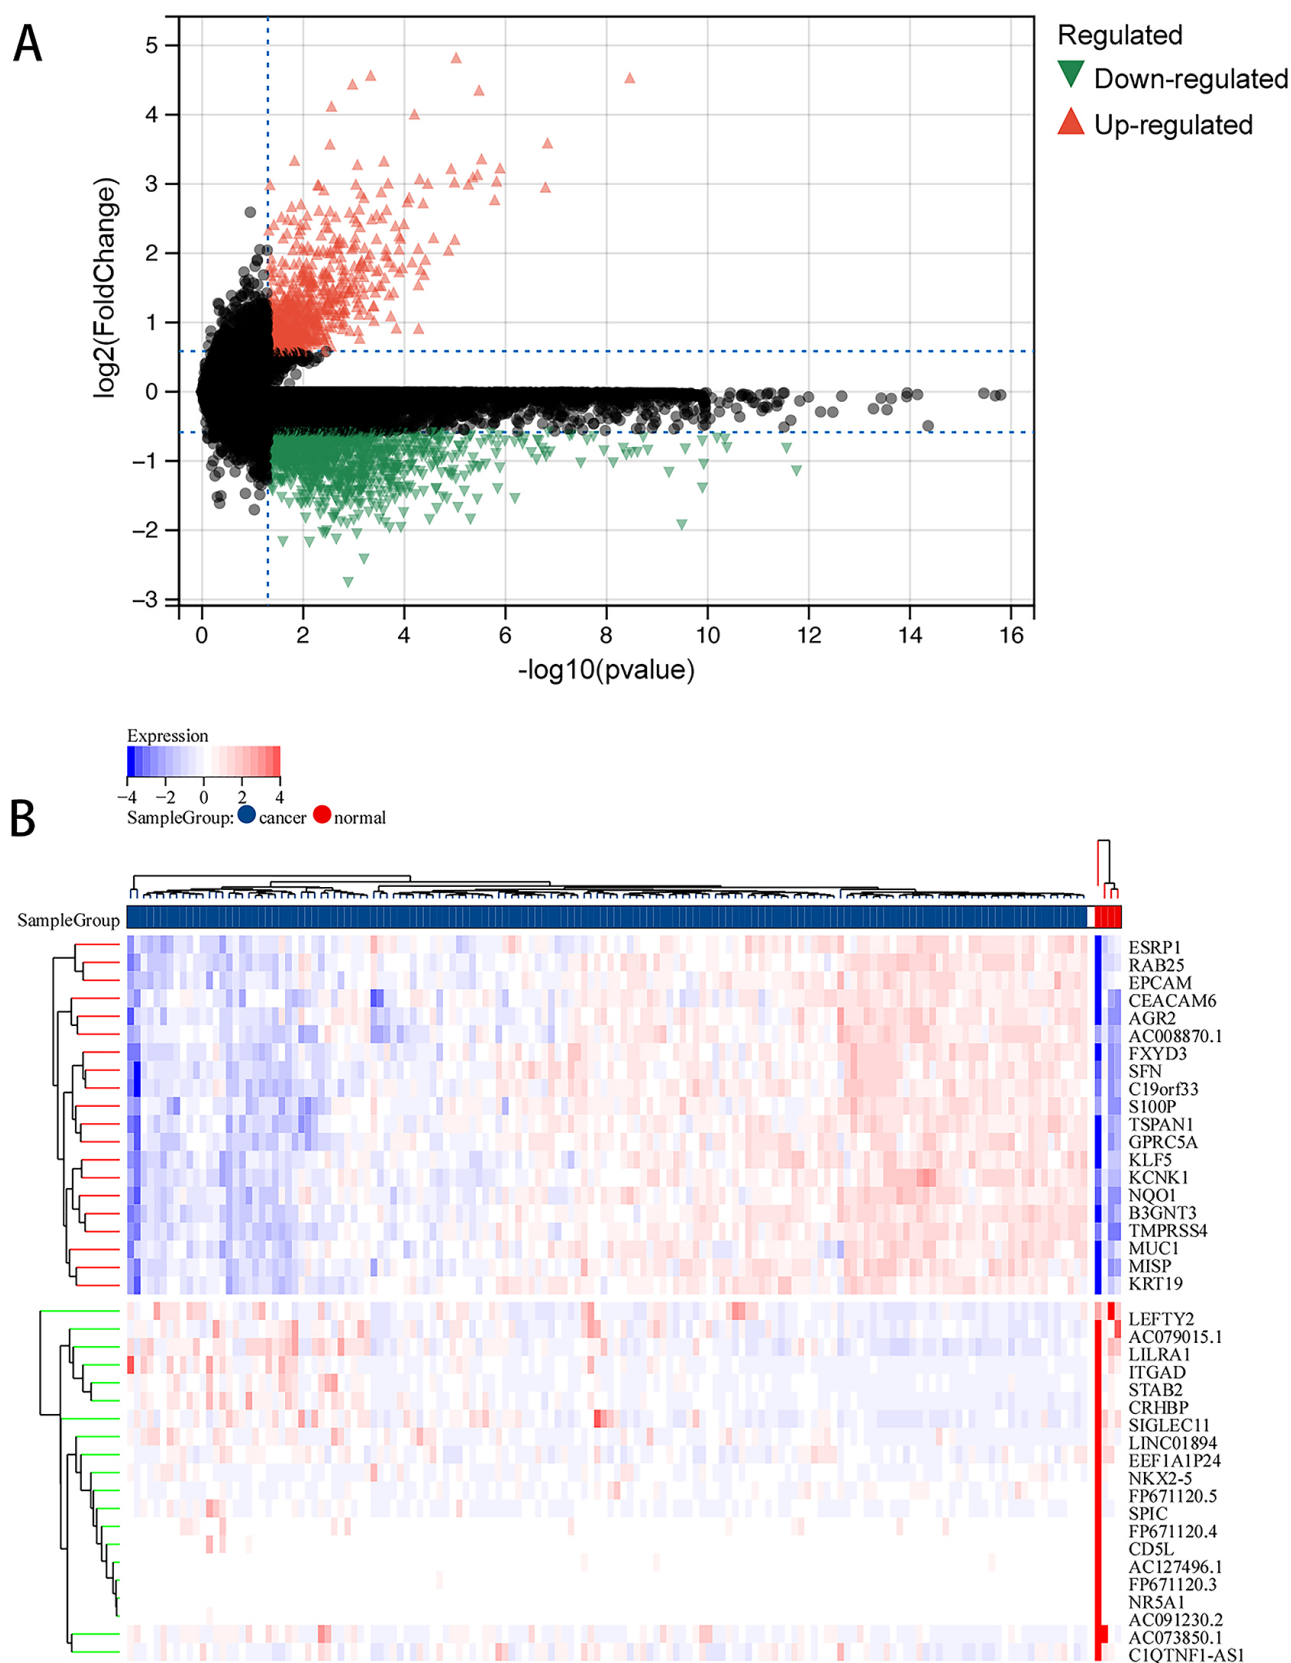 A
Regulated
Down-regulated
Up-regulated
log2(FoldChange)
5
4
3
2
1
0
−1
−2
−3
0 2 4 6 8 10 12 14 16
-log10(pvalue)
B
Expression
−4 −2 0 2 4
SampleGroup: cancer normal
SampleGroup
ESRP1
RAB25
EPCAM
CEACAM6
AGR2
AC008870.1
FXYD3
SFN
C19orf33
S100P
TSPAN1
GPRC5A
KLF5
KCNK1
NQO1
B3GNT3
TMPRSS4
MUC1
MISP
KRT19
LEFTY2
AC079015.1
LILRA1
ITGAD
STAB2
CRHBP
SIGLEC11
LINC01894
EEF1A1P24
NKX2-5
FP671120.5
SPIC
FP671120.4
CD5L
AC127496.1
FP671120.3
NR5A1
AC091230.2
AC073850.1
C1QTNF1-AS1